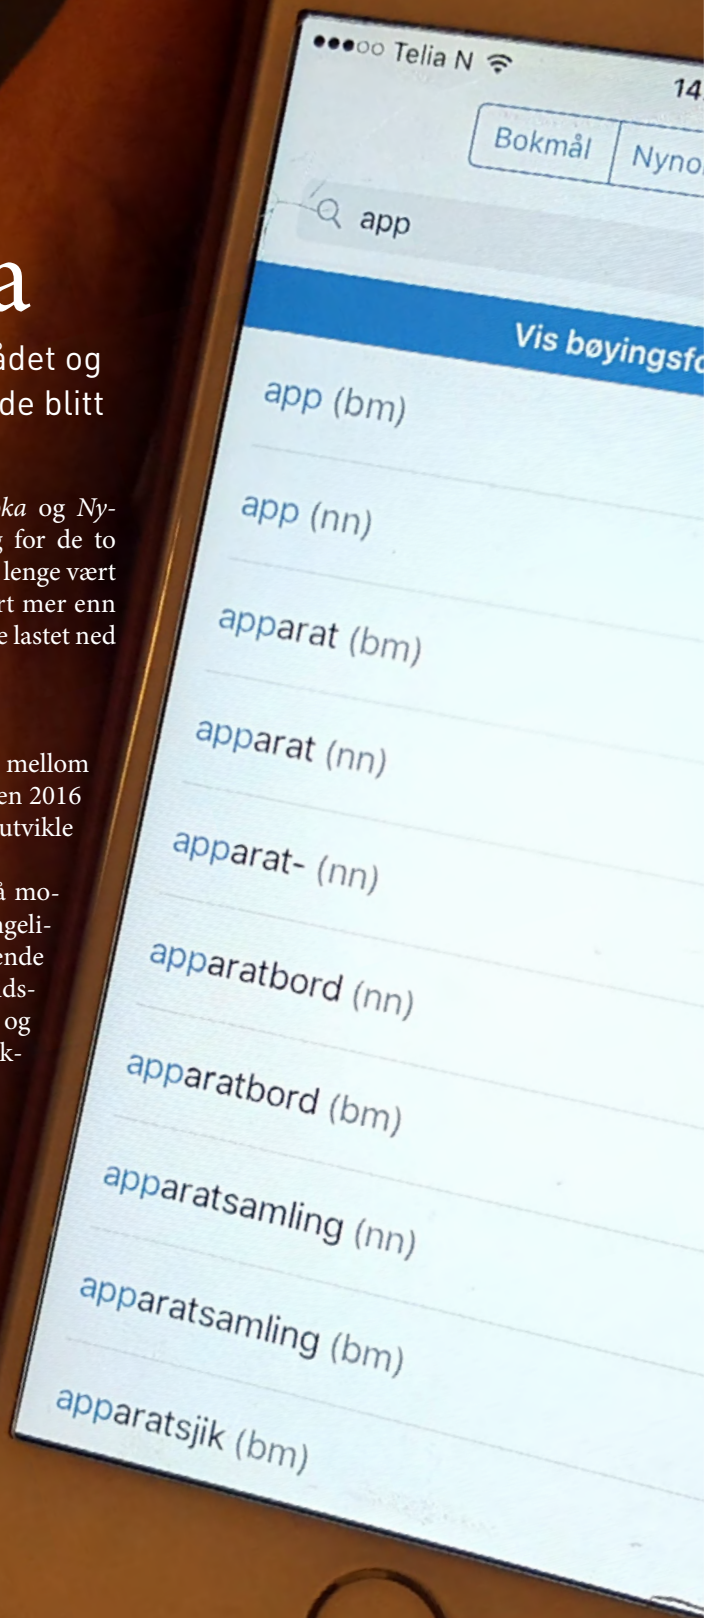 a
ådet og
de blitt
ka og Ny-
g for de to
lenge vært
rt mer enn
e lastet ned
mellom
en 2016
utvikle
å mo-
ngeli-
ende
ds-
og
k-
●●●○○ Telia N
14
Bokmål Nyno
app
Vis bøyingsfo
app (bm)
app (nn)
apparat (bm)
apparat (nn)
apparat- (nn)
apparatbord (nn)
apparatbord (bm)
apparatsamling (nn)
apparatsamling (bm)
apparatsjik (bm)